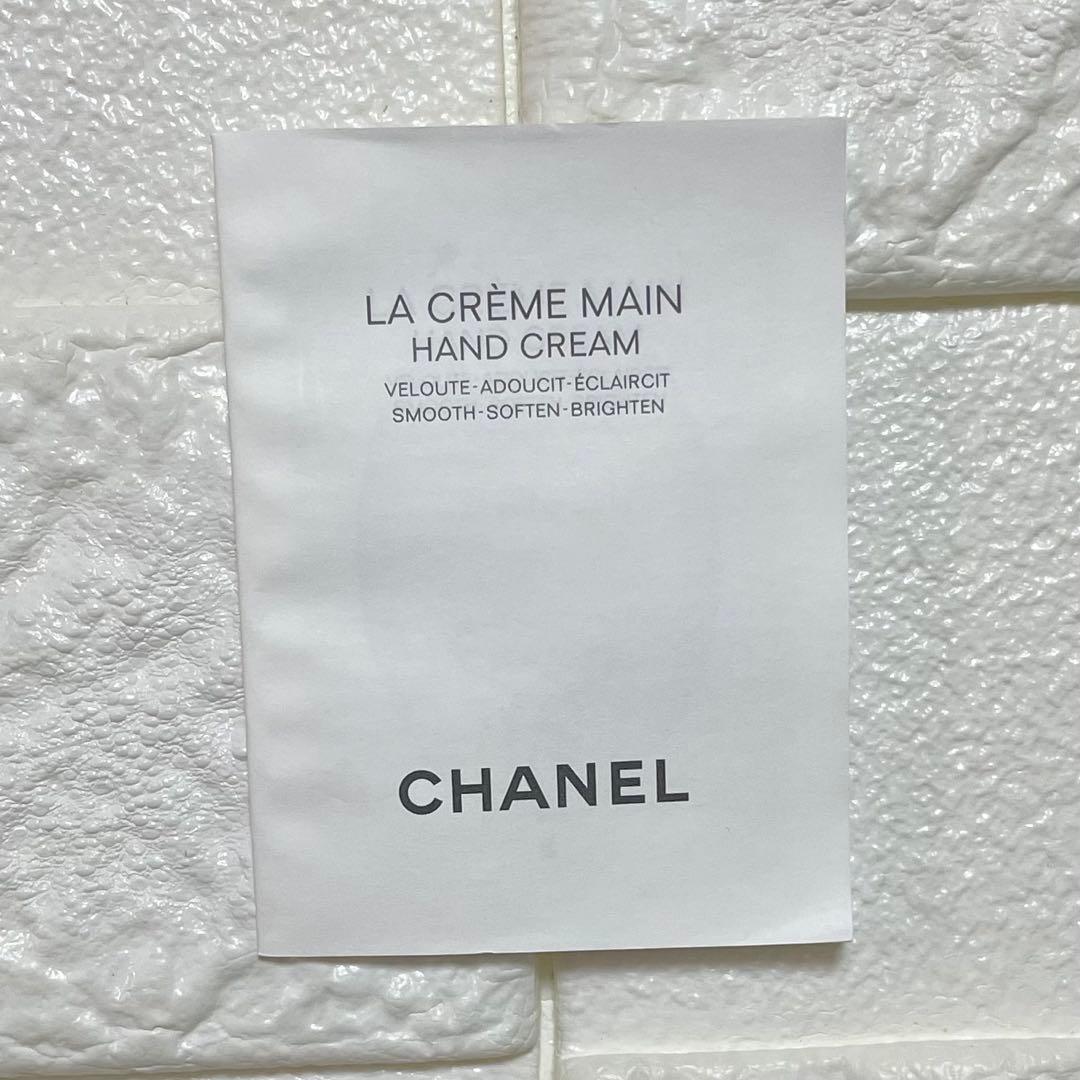 LA CRÈME MAIN
HAND CREAM
VELOUTE-ADOUCIT-ÉCLAIRCIT
SMOOTH-SOFTEN-BRIGHTEN
CHANEL